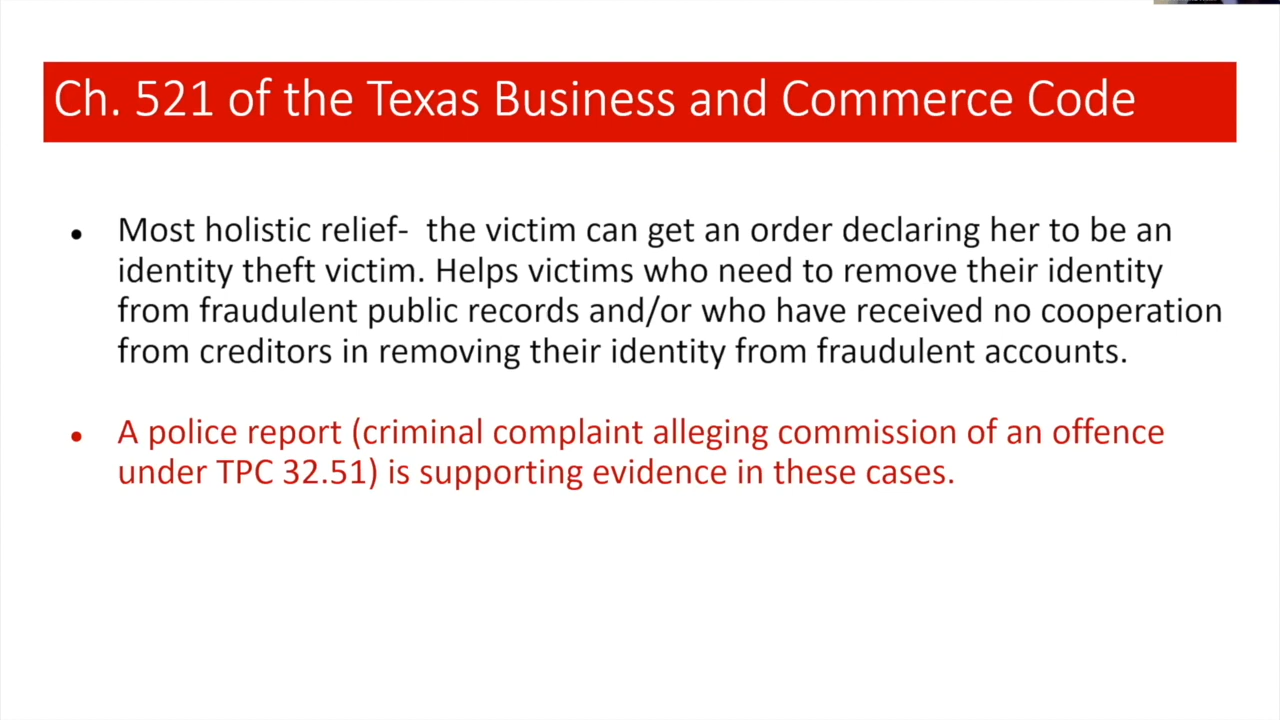 Ch. 521 of the Texas Business and Commerce Code
• Most holistic relief-  the victim can get an order declaring her to be an
identity theft victim. Helps victims who need to remove their identity
from fraudulent public records and/or who have received no cooperation
from creditors in removing their identity from fraudulent accounts.
• A police report (criminal complaint alleging commission of an offence
under TPC 32.51) is supporting evidence in these cases.